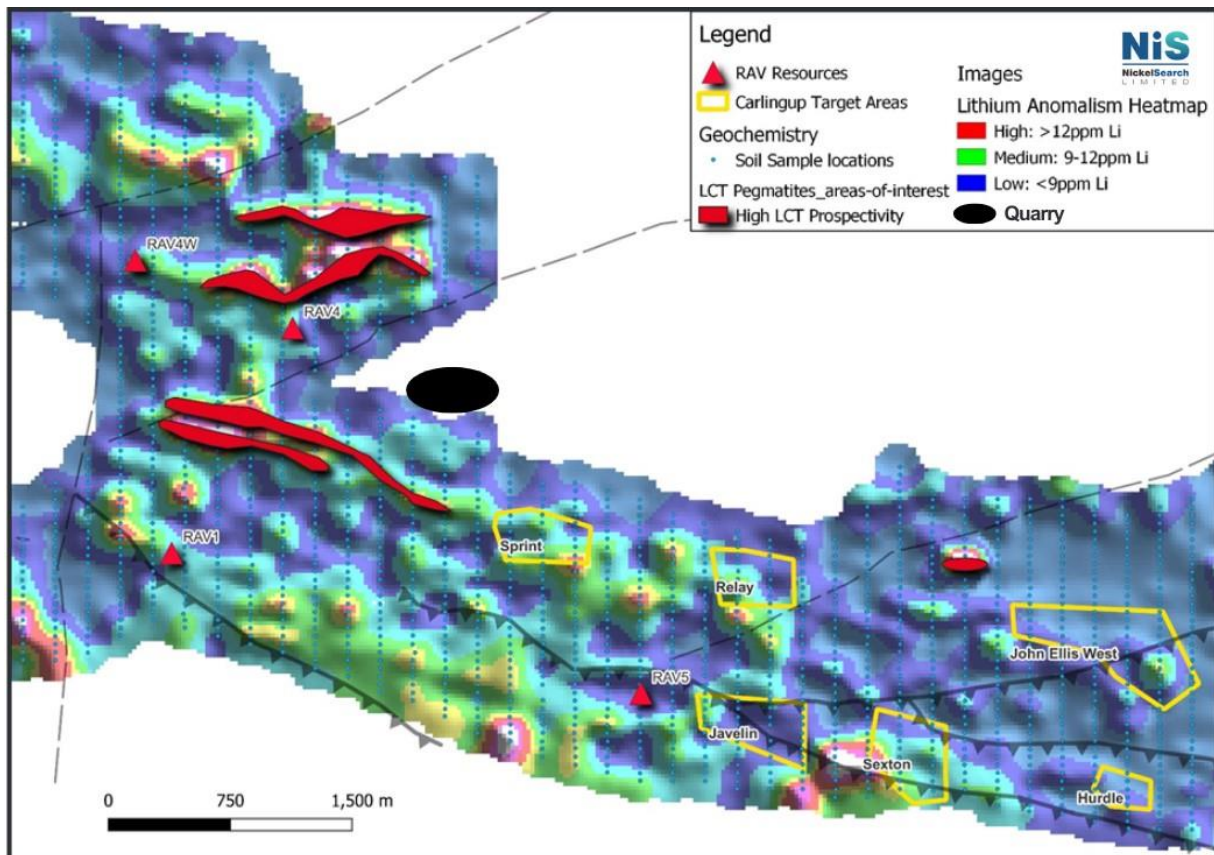 Legend
NiS
NickelSearch
LIMITED
RAV Resources
Carlingup Target Areas
Geochemistry
Soil Sample locations
LCT Pegmatites_areas-of-interest
High LCT Prospectivity
Images
Lithium Anomalism Heatmap
High: >12ppm Li
Medium: 9-12ppm Li
Low: <9ppm Li
Quarry
RAV4W
RAV4
RAV1
Sprint
Relay
John Ellis West
RAV5
Javelin
Sexton
Hurdle
0 750 1,500 m